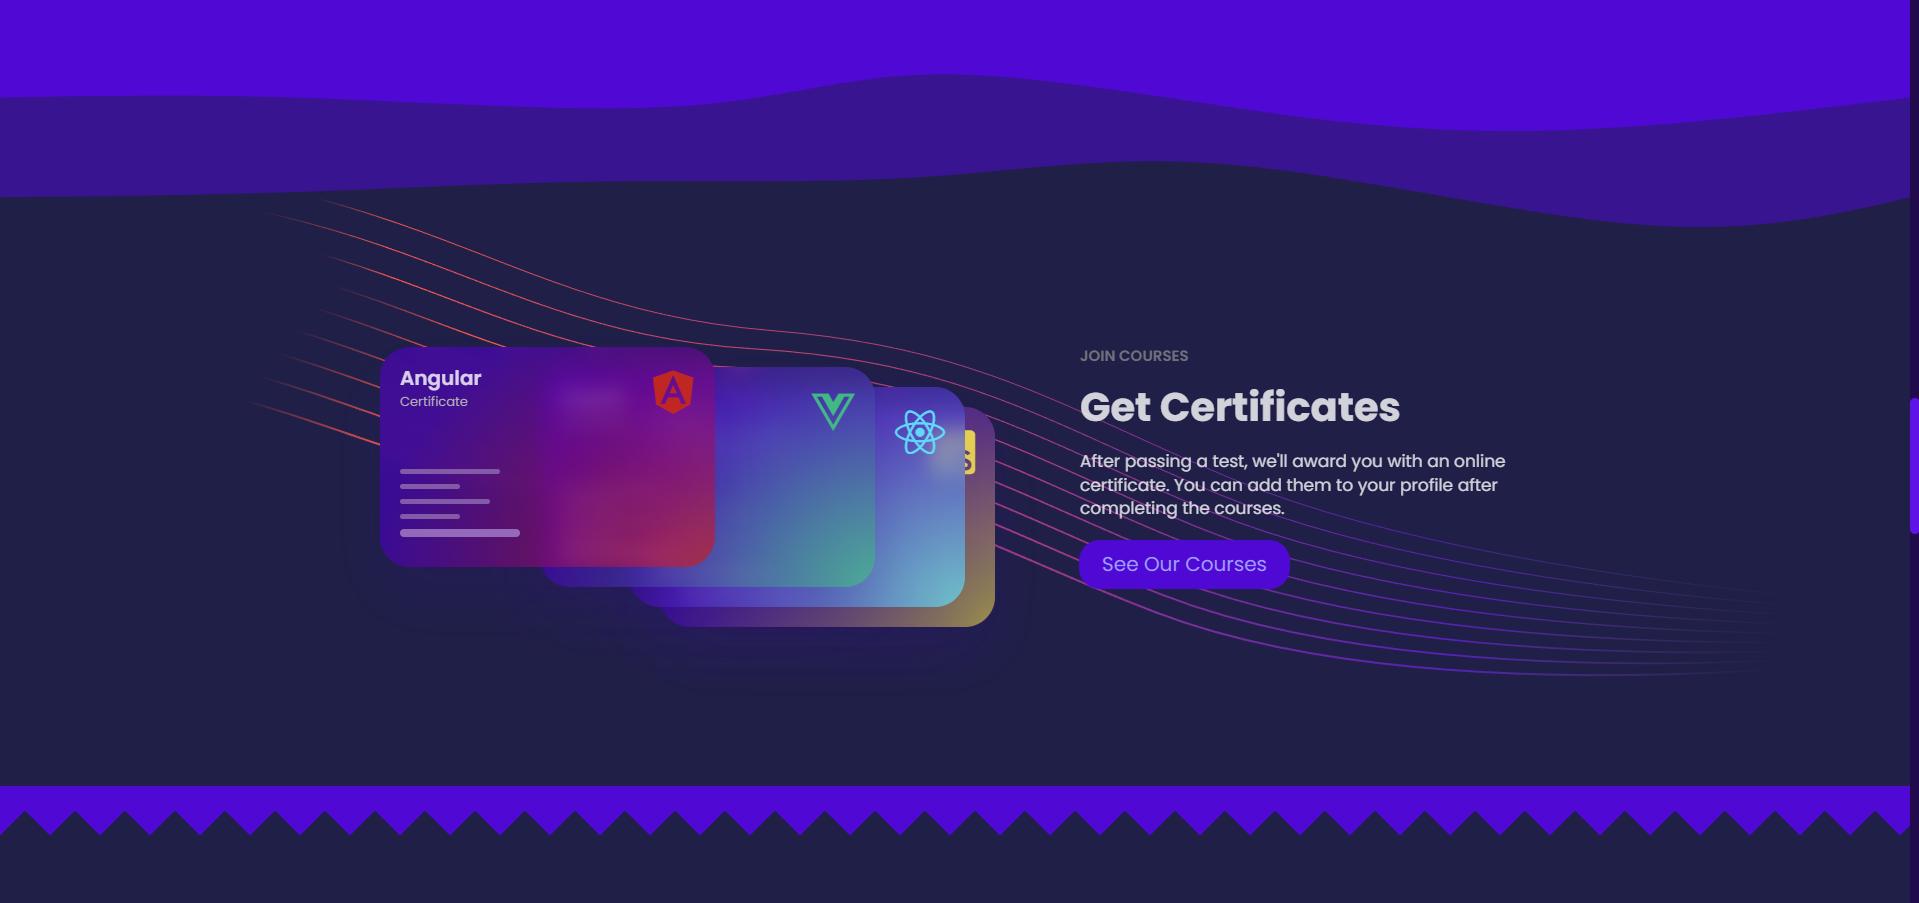 JOIN COURSES
Angular
Certificate
Get Certificates
After passing a test, we'll award you with an online
certificate. You can add them to your profile after
completing the courses.
See Our Courses